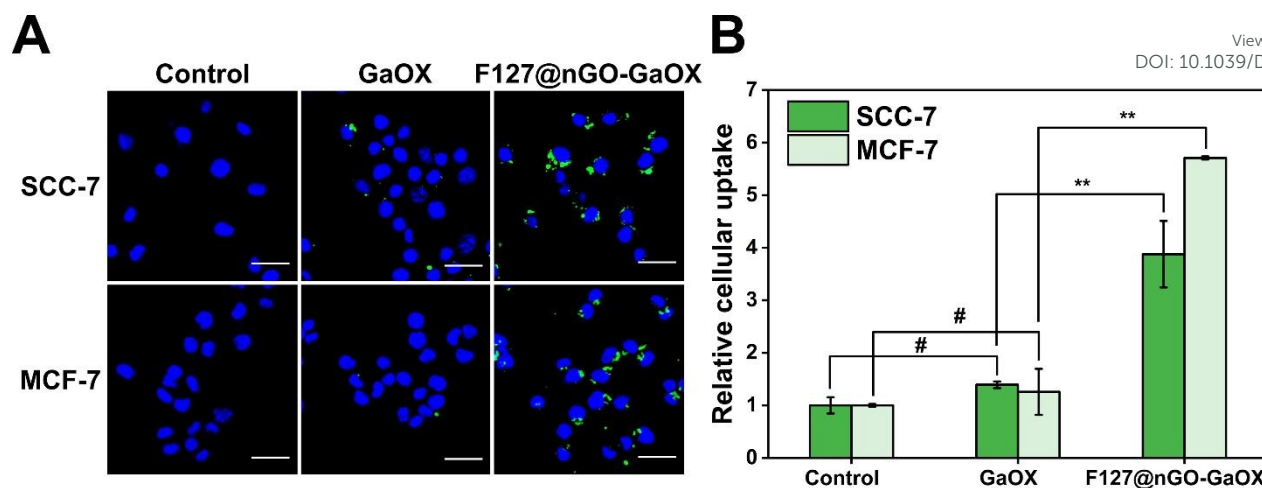 A
Control GaOX F127@nGO-GaOX
SCC-7
MCF-7
B
View
DOI: 10.1039/D
Relative cellular uptake
7
6
5
4
3
2
1
0
SCC-7
MCF-7
**
**
#
#
Control GaOX F127@nGO-GaOX